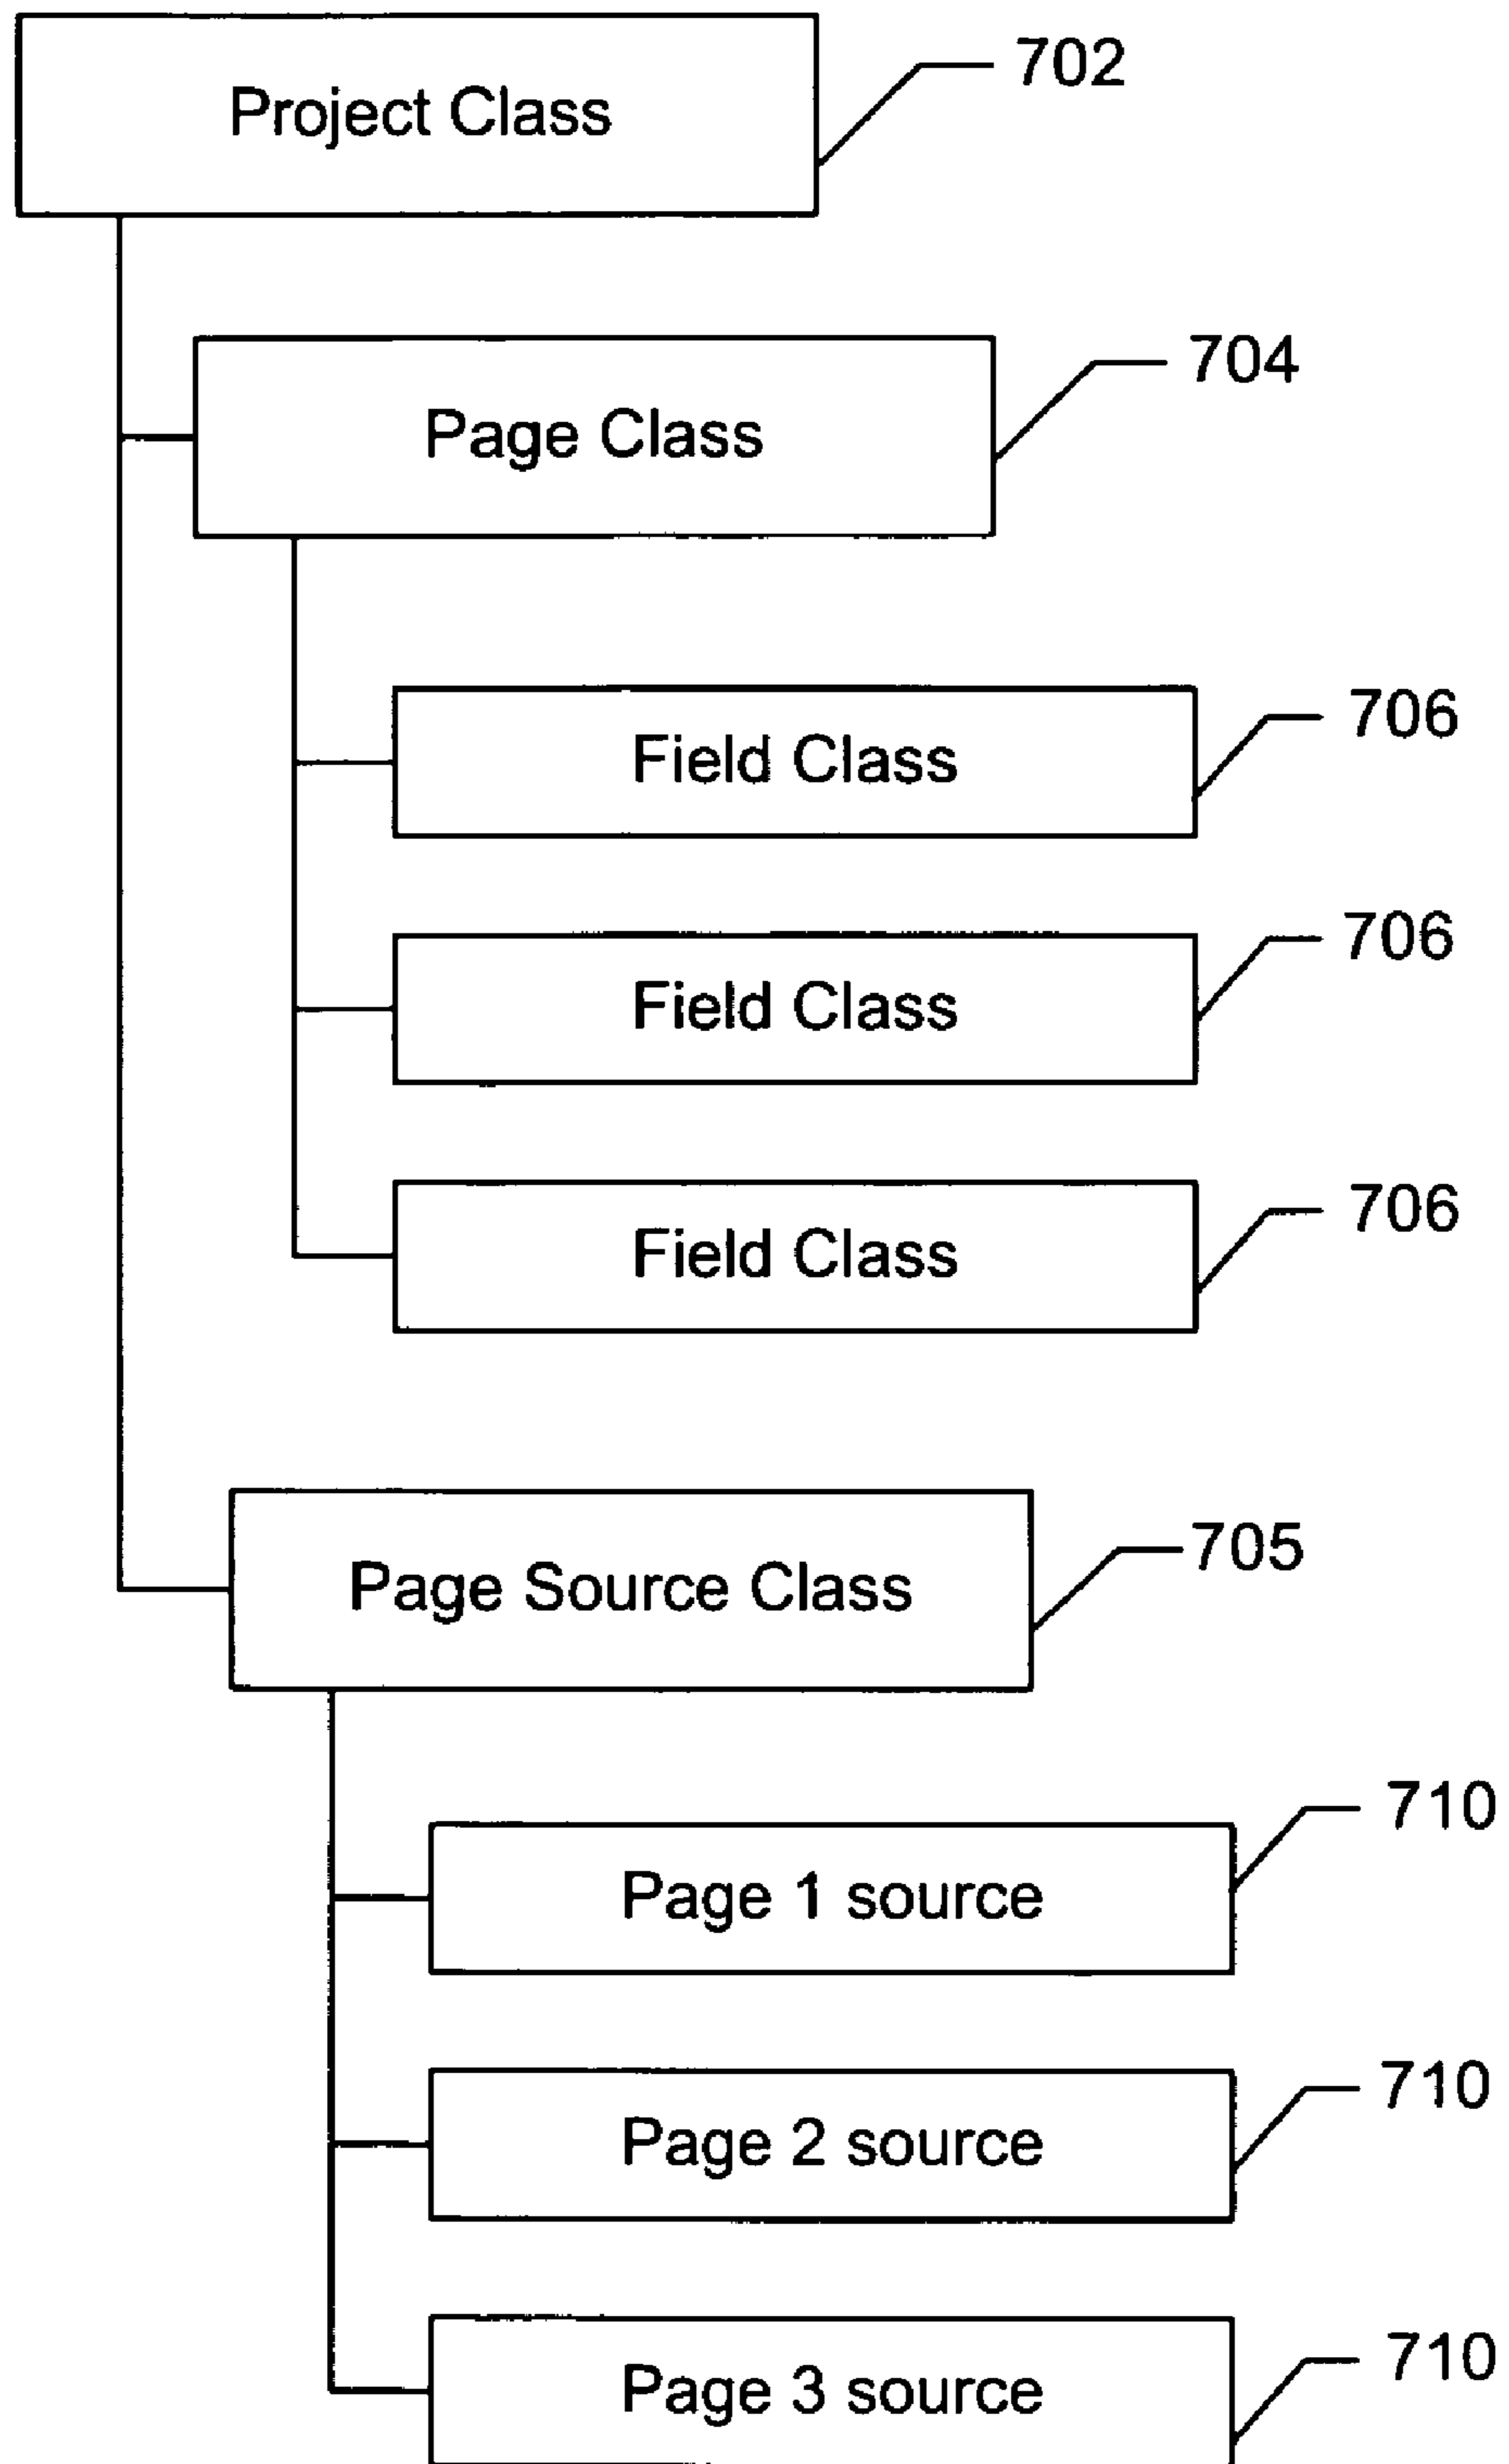 Project Class
702
Page Class
704
Field Class
706
Field Class
706
Field Class
706
Page Source Class
705
Page 1 source
710
Page 2 source
710
Page 3 source
710